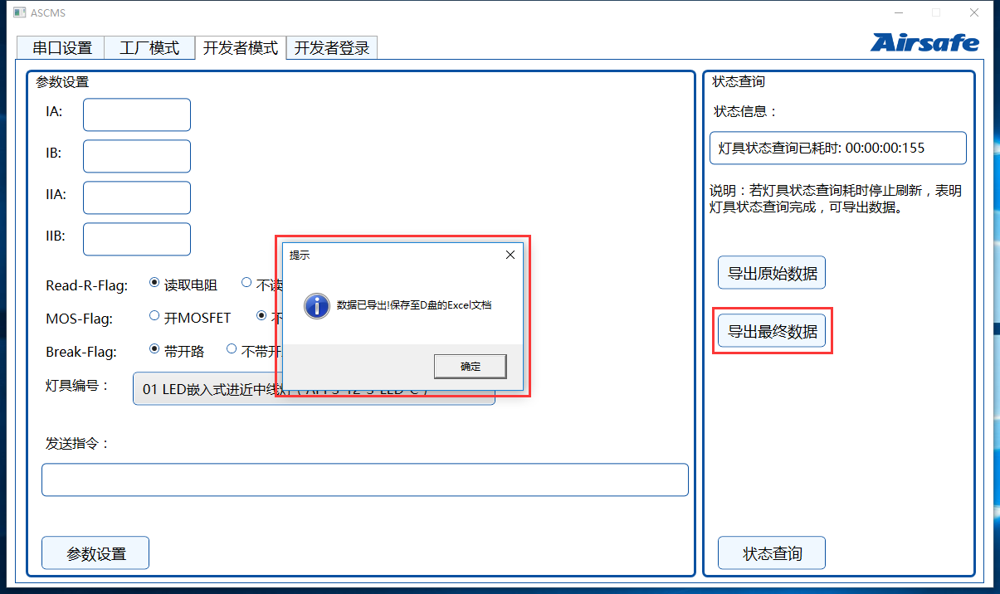 ASCMS
串口设置
工厂模式
开发者模式
开发者登录
Airsafe
参数设置
IA:
IB:
IIA:
IIB:
Read-R-Flag:
读取电阻
不读
MOS-Flag:
开MOSFET
不
Break-Flag:
带开路
不带开
灯具编号：
01 LED嵌入式进近中线灯
发送指令：
参数设置
提示
数据已导出!保存至D盘的Excel文档
确定
状态查询
状态信息：
灯具状态查询已耗时: 00:00:00:155
说明：若灯具状态查询耗时停止刷新，表明
灯具状态查询完成，可导出数据。
导出原始数据
导出最终数据
状态查询